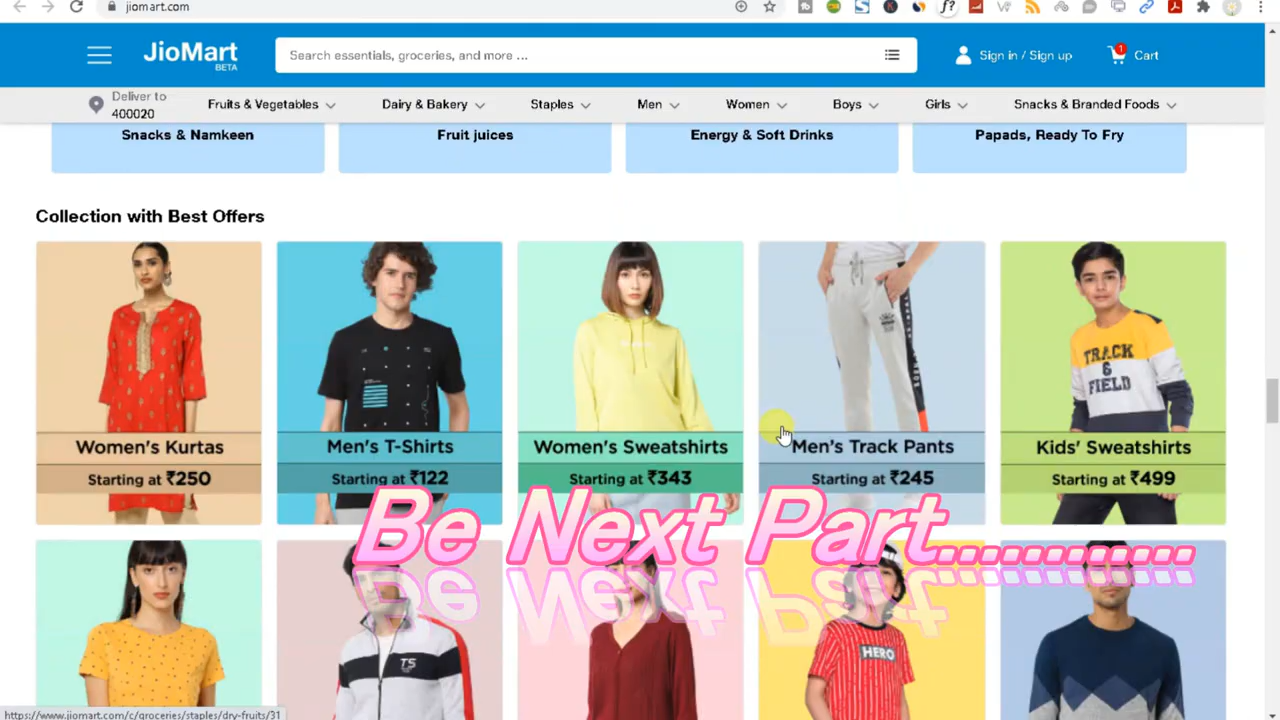 jiomart.com
JioMart
BETA
Search essentials, groceries, and more ...
Sign in / Sign up
1
Cart
Deliver to
400020
Fruits & Vegetables
Dairy & Bakery
Staples
Men
Women
Boys
Girls
Snacks & Branded Foods
Snacks & Namkeen
Fruit juices
Energy & Soft Drinks
Papads, Ready To Fry
Collection with Best Offers
TRACK
6
FIELD
Women's Kurtas
Starting at ₹250
Men's T-Shirts
Starting at ₹122
Women's Sweatshirts
Starting at ₹343
Men's Track Pants
Starting at ₹245
Kids' Sweatshirts
Starting at ₹499
Be Next Part............
TS
HERO
https://www.jiomart.com/c/groceries/staples/dry-fruits/31